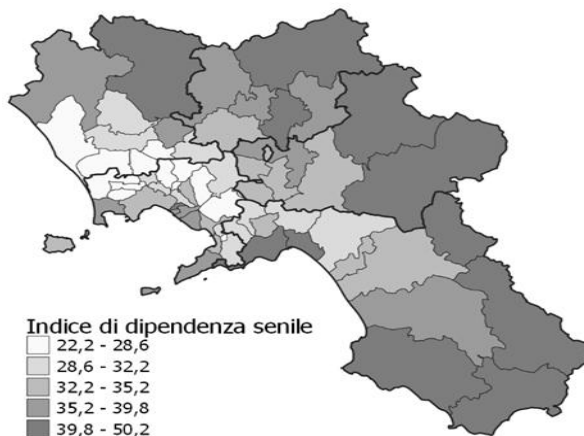 Indice di dipendenza senile
22,2 - 28,6
28,6 - 32,2
32,2 - 35,2
35,2 - 39,8
39,8 - 50,2